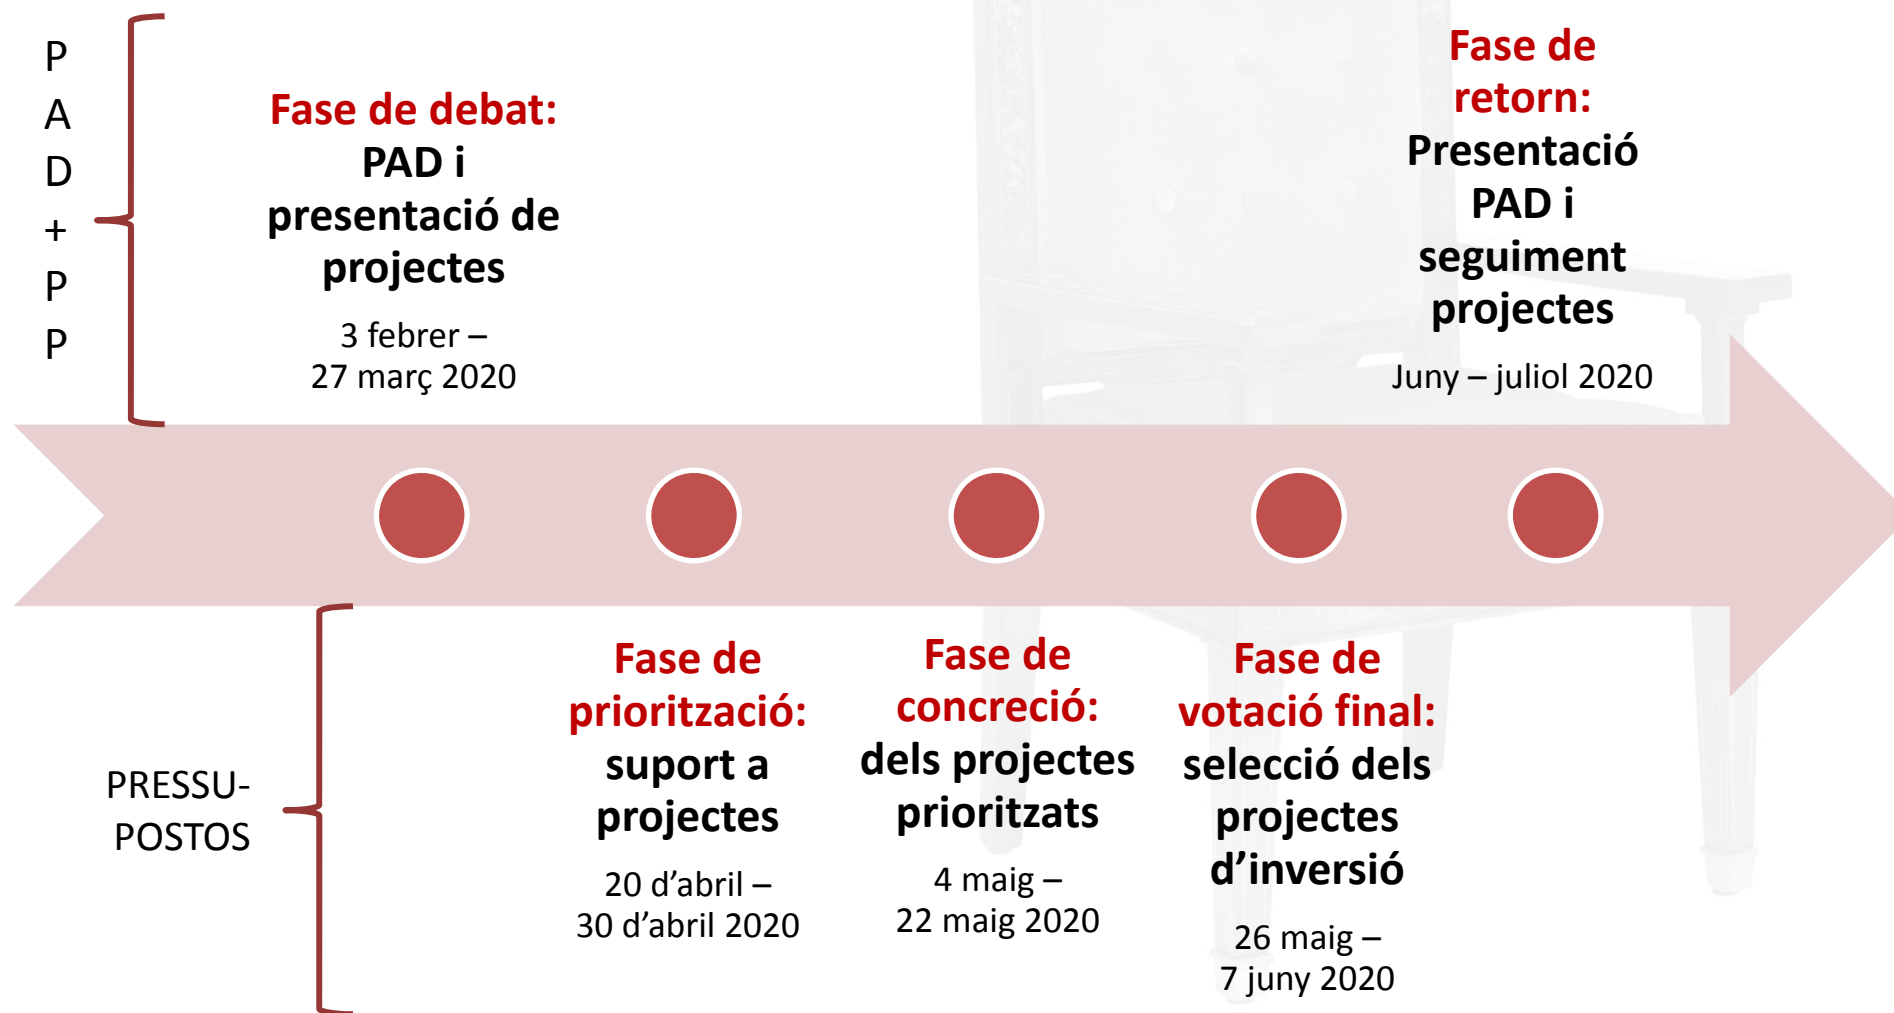 P
A
D
+
P
P
Fase de debat:
PAD i
presentació de
projectes
3 febrer –
27 març 2020
Fase de
retorn:
Presentació
PAD i
seguiment
projectes
Juny – juliol 2020
PRESSU-
POSTOS
Fase de
priorització:
suport a
projectes
20 d’abril –
30 d’abril 2020
Fase de
concreció:
dels projectes
prioritzats
4 maig –
22 maig 2020
Fase de
votació final:
selecció dels
projectes
d’inversió
26 maig –
7 juny 2020